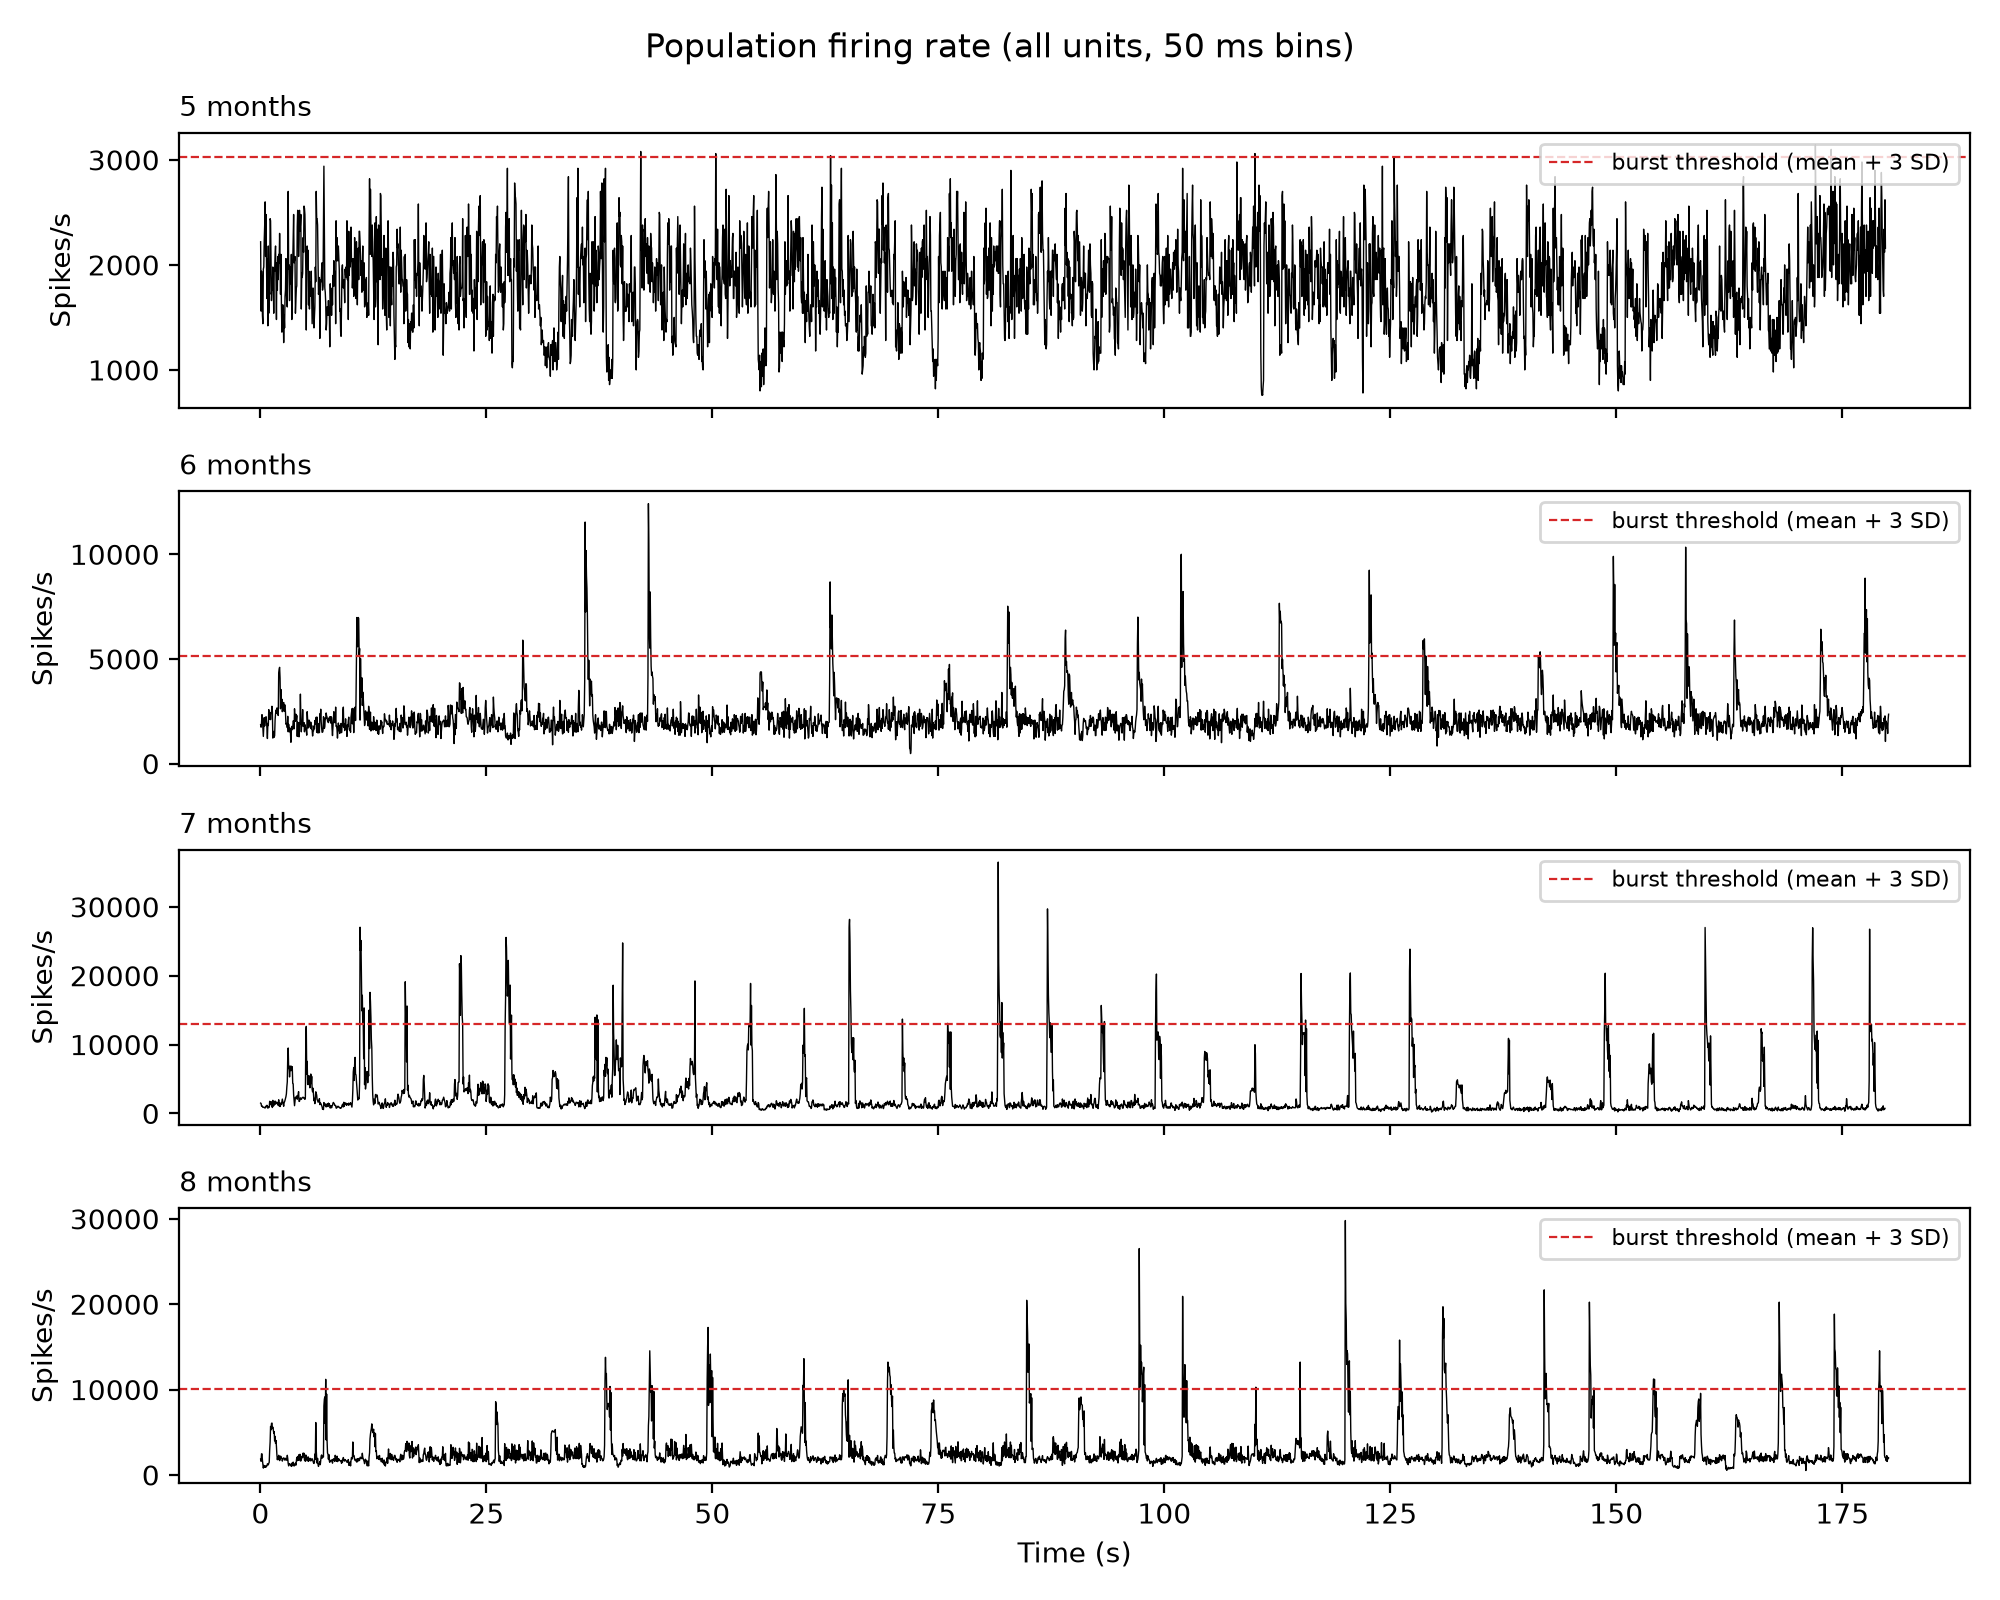 Population firing rate (all units, 50 ms bins)
5 months
3000
2000
1000
Spikes/s
burst threshold (mean + 3 SD)
6 months
10000
5000
0
Spikes/s
burst threshold (mean + 3 SD)
7 months
30000
20000
10000
0
Spikes/s
burst threshold (mean + 3 SD)
8 months
30000
20000
10000
0
Spikes/s
burst threshold (mean + 3 SD)
0 25 50 75 100 125 150 175
Time (s)